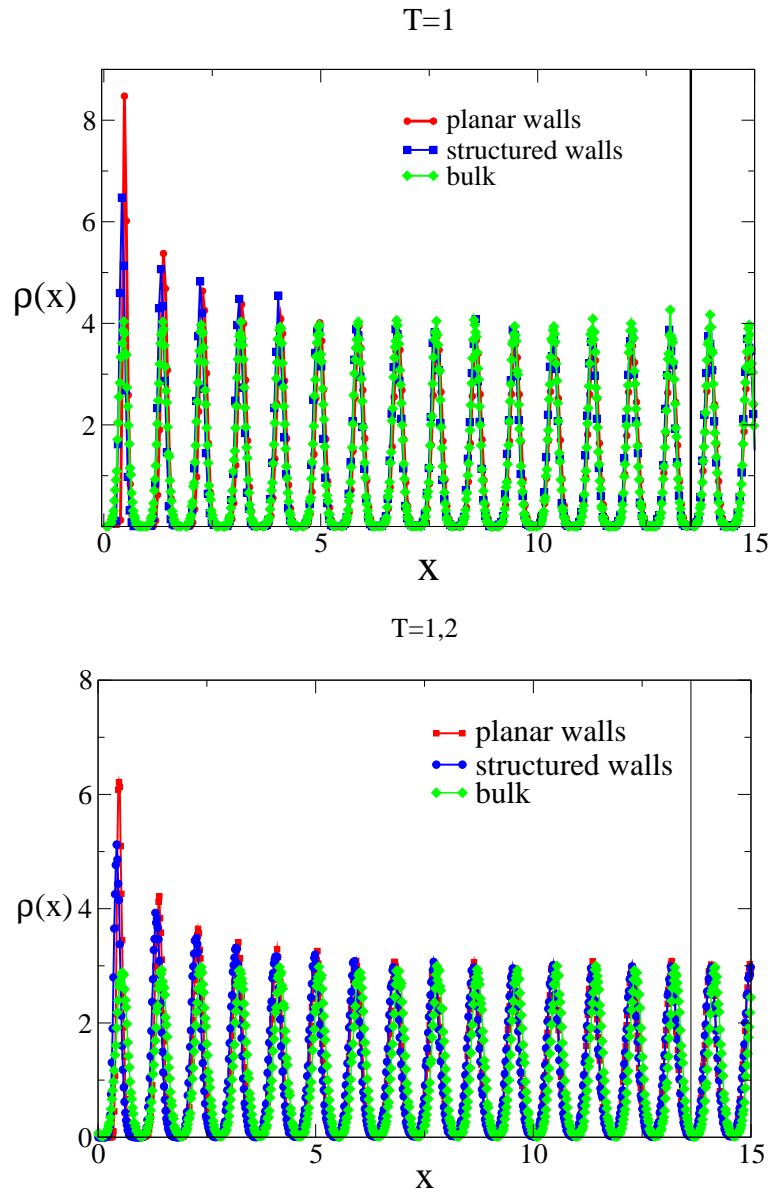 T=1
8
6
ρ(x)
4
2
planar walls
structured walls
bulk
0
5
10
15
x
T=1,2
8
6
ρ(x)
4
2
0
planar walls
structured walls
bulk
0
5
10
15
x